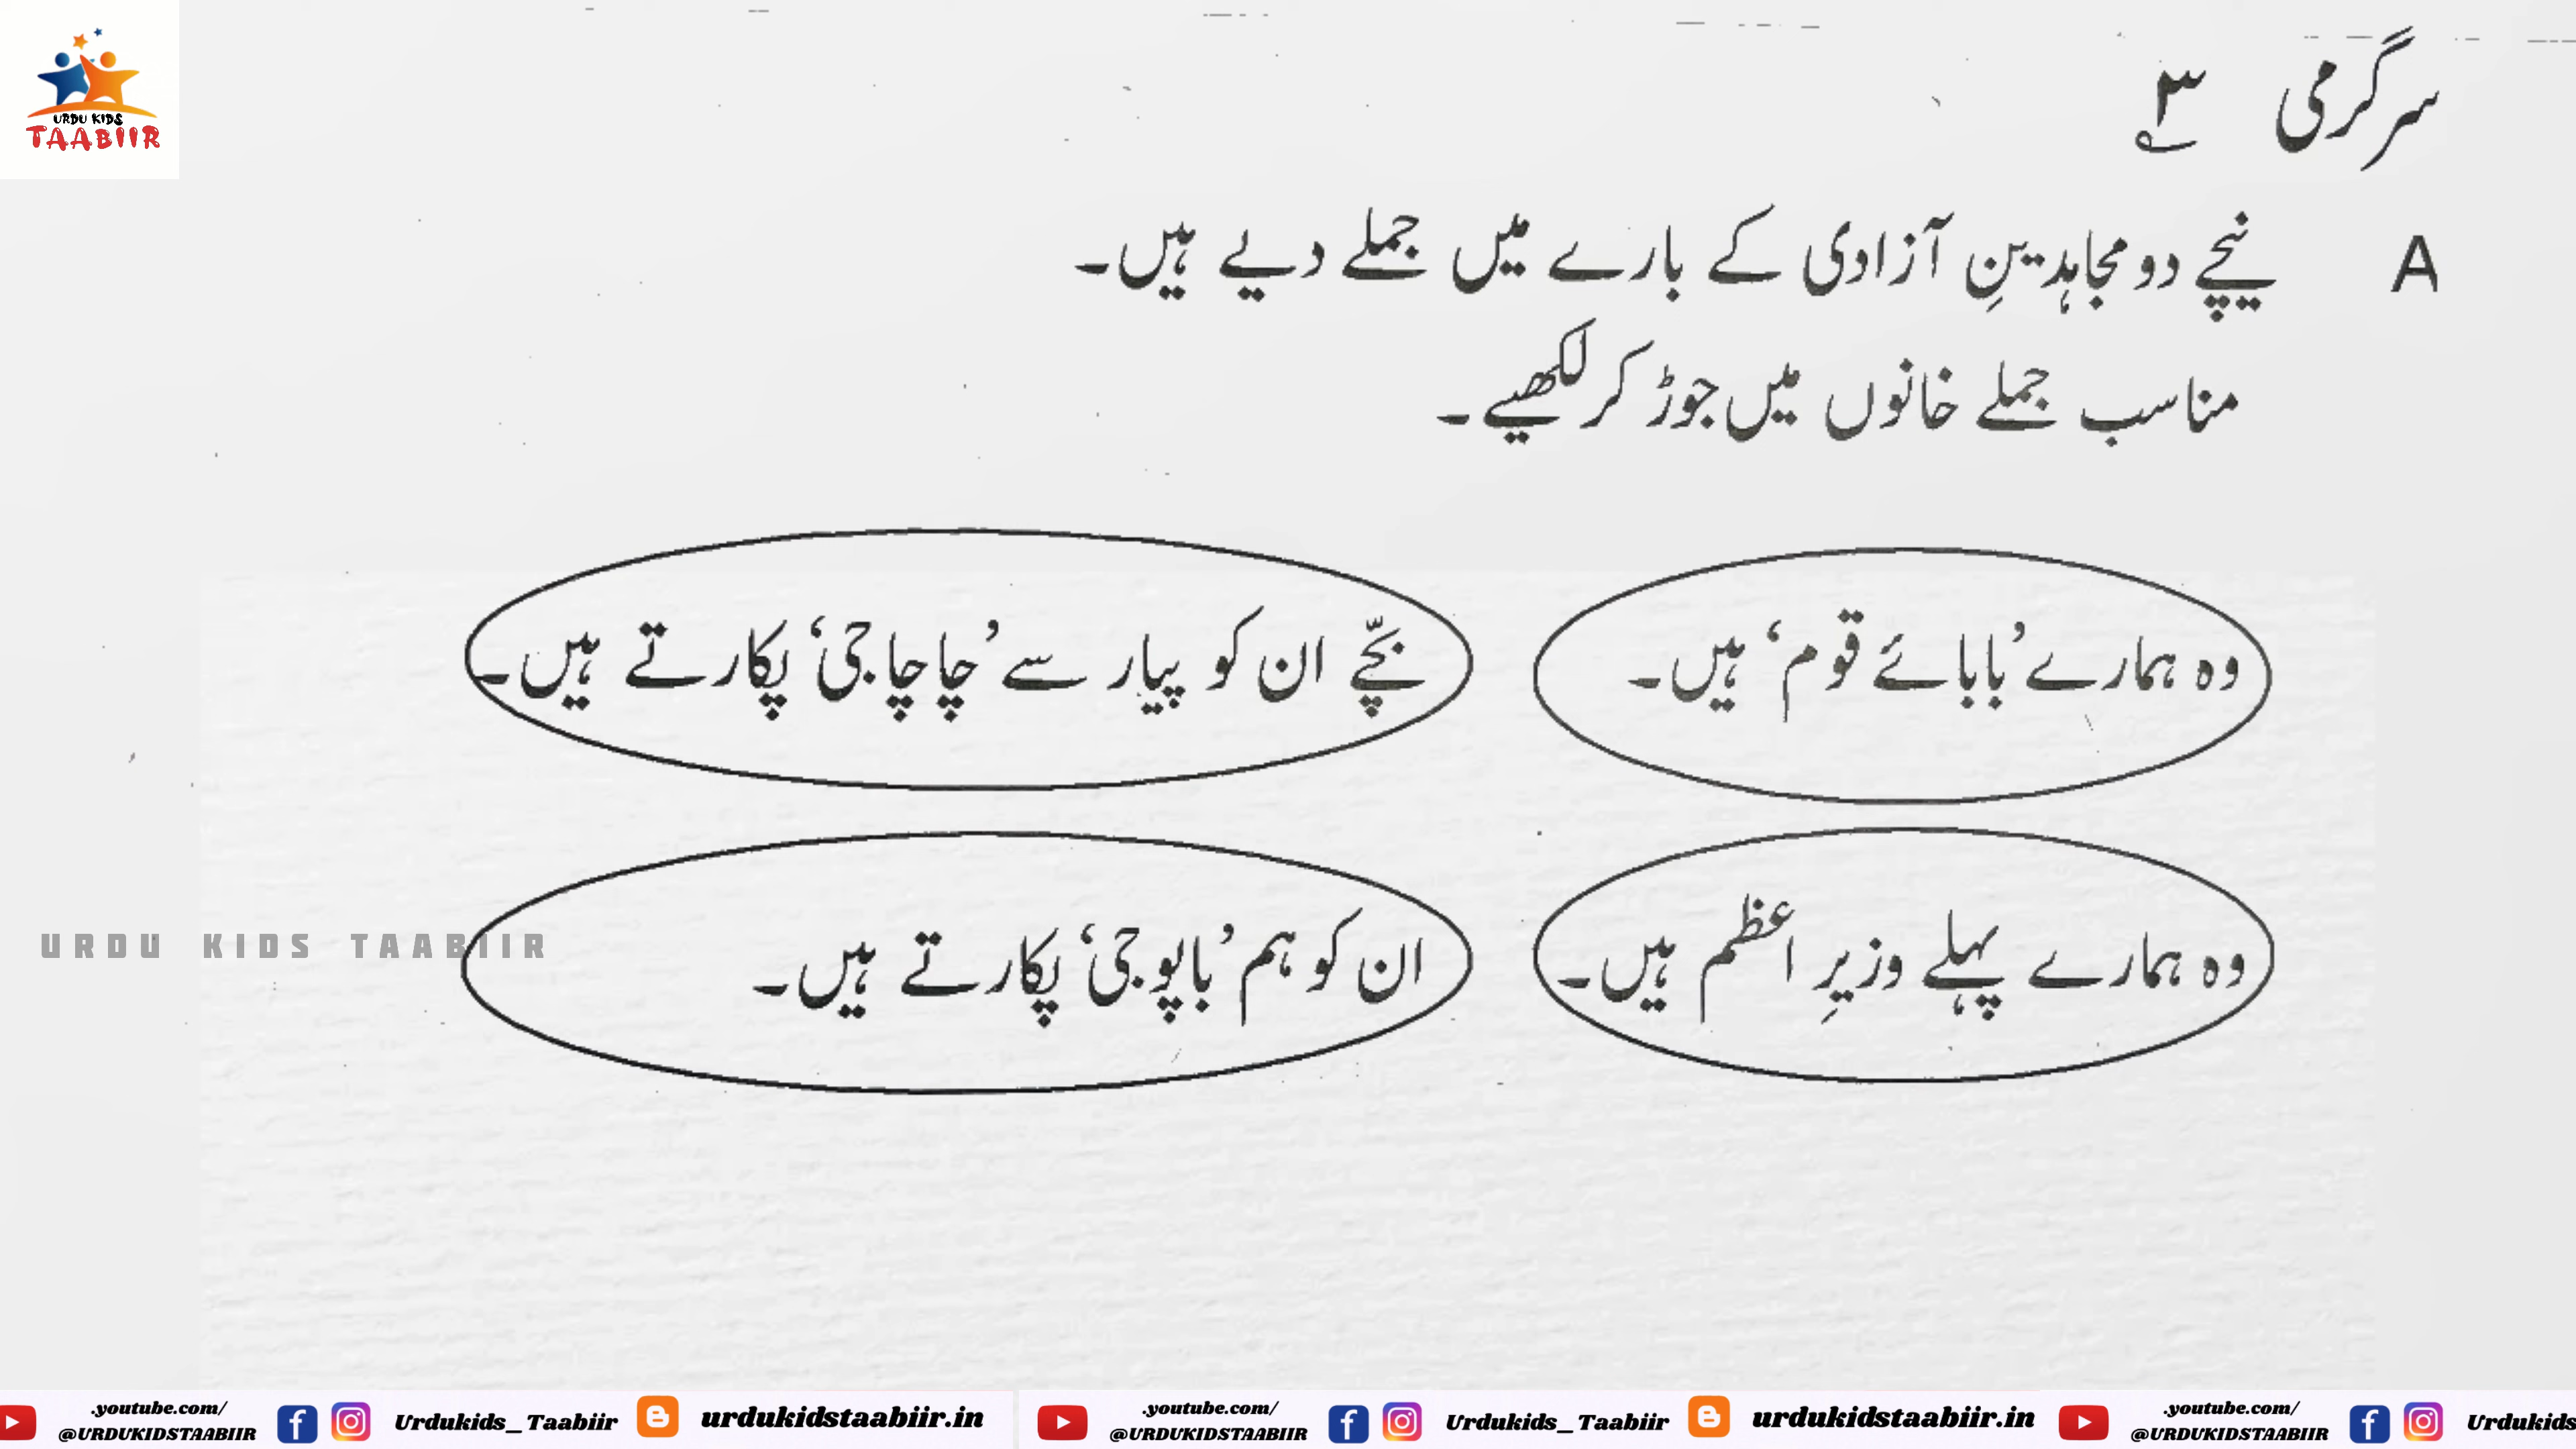 URDU KIDS
TAABIIR
سرگرمی ۳
A نیچے دو مجاہدینِ آزادی کے بارے میں جملے دیے ہیں۔
مناسب جملے خانوں میں جوڑ کر لکھیے۔
وہ ہمارے ’بابائے قوم‘ ہیں۔
بچّے ان کو پیار سے ’چاچا جی‘ پکارتے ہیں۔
وہ ہمارے پہلے وزیرِ اعظم ہیں۔
ان کو ہم ’باپو جی‘ پکارتے ہیں۔
URDU KIDS TAABIIR
.youtube.com/
@URDUKIDSTAABIIR
Urdukids_Taabiir
urdukidstaabiir.in
.youtube.com/
@URDUKIDSTAABIIR
Urdukids_Taabiir
urdukidstaabiir.in
.youtube.com/
@URDUKIDSTAABIIR
Urdukids